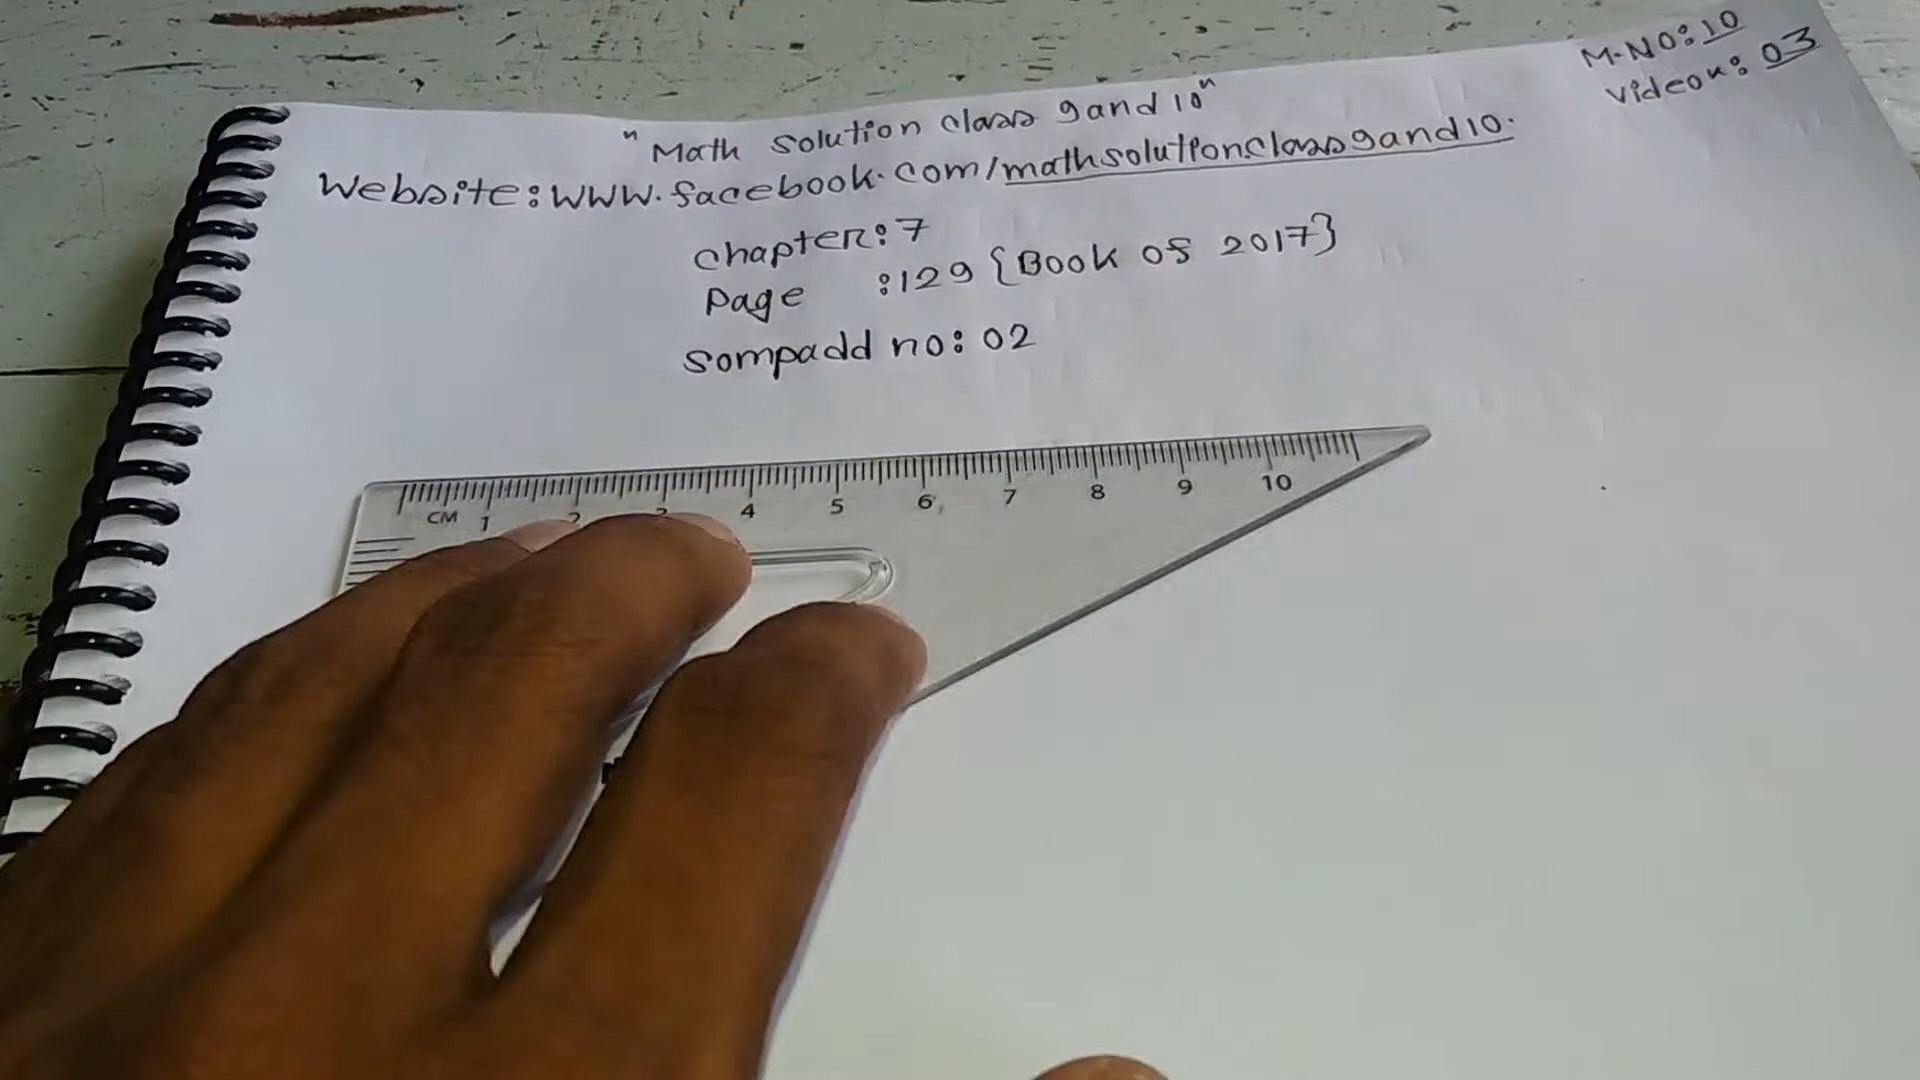 M.NO: 10
Video: 03
"Math solution class 9 and 10"
Website: WWW.facebook.com/mathsolutionclass9and10.
Chapter: 7
Page : 129 {Book of 2017}
Sompadd no: 02
CM 1 2 3 4 5 6 7 8 9 10